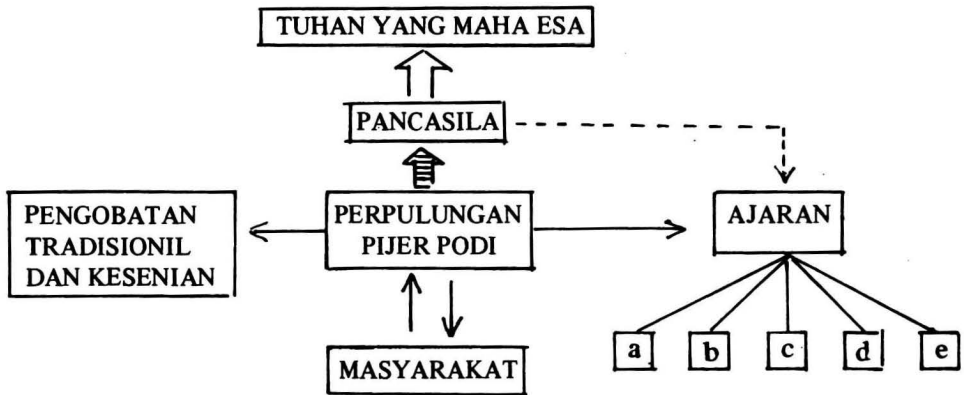 TUHAN YANG MAHA ESA
PANCASILA
PENGOBATAN
TRADISIONIL
DAN KESENIAN
PERPULUNGAN
PIJER PODI
AJARAN
MASYARAKAT
a
b
c
d
e